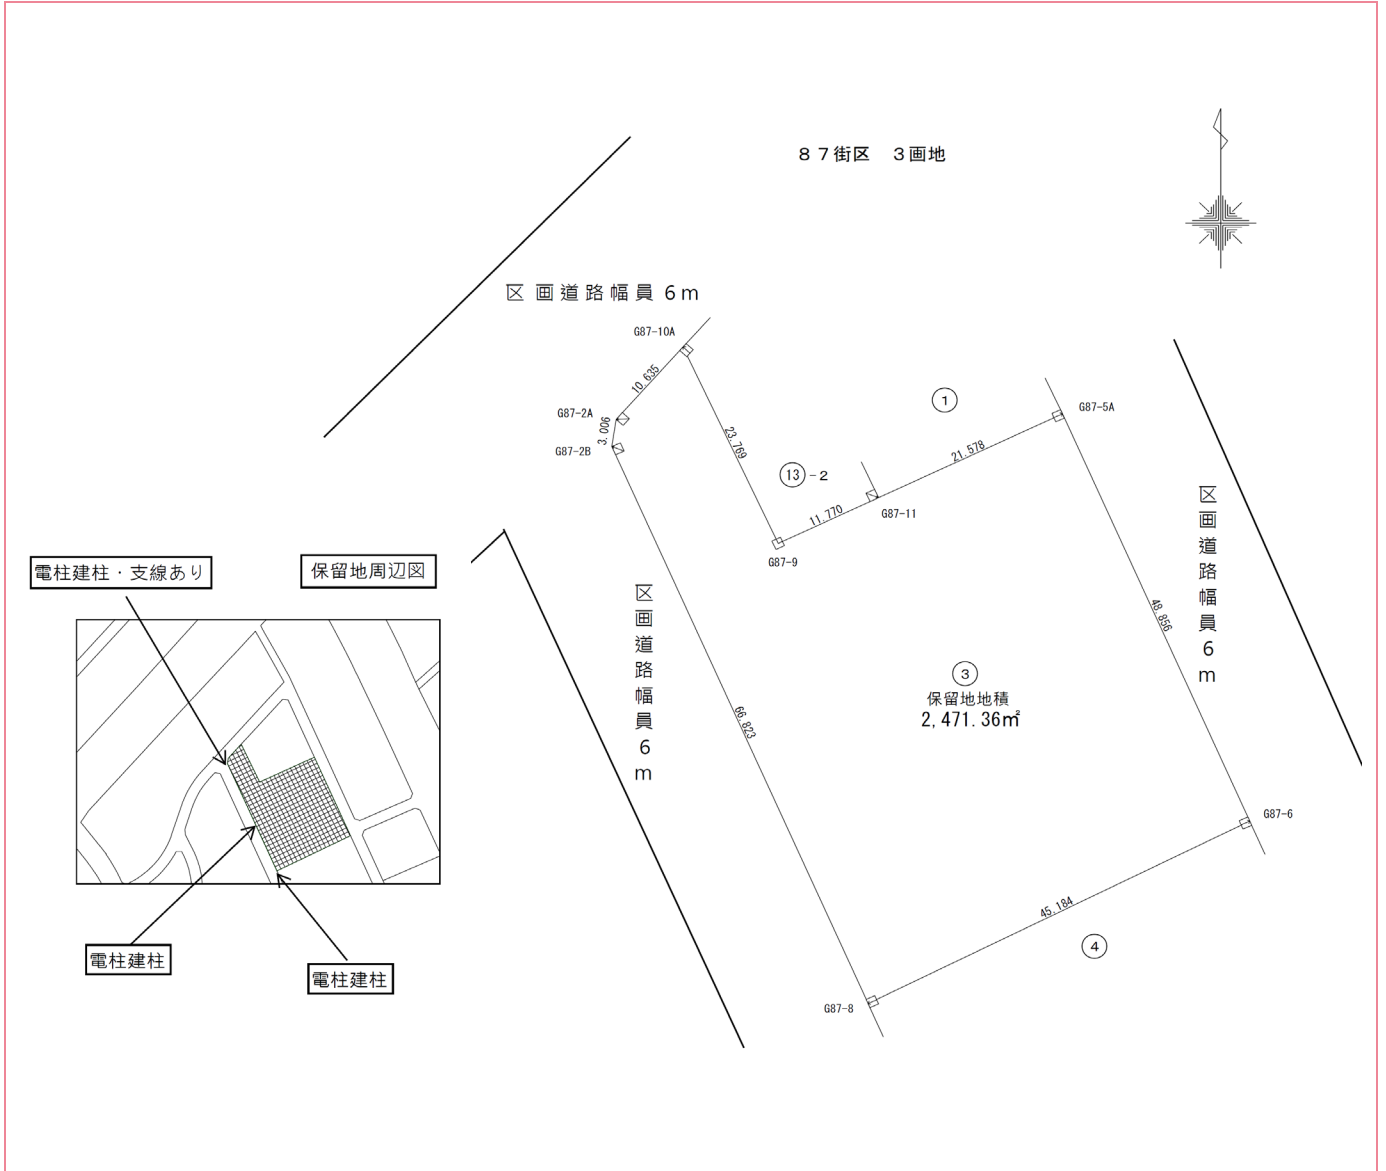 ８７街区　３画地
区画道路幅員６ｍ
G87-10A
10.635
G87-2A
3.006
G87-2B
23.769
⑬-２
①
21.578
G87-5A
11.770
G87-11
G87-9
区画道路幅員６ｍ
区画道路幅員６ｍ
48.856
66.823
③
保留地地積
2,471.36㎡
G87-6
45.184
④
G87-8
電柱建柱・支線あり
保留地周辺図
電柱建柱
電柱建柱